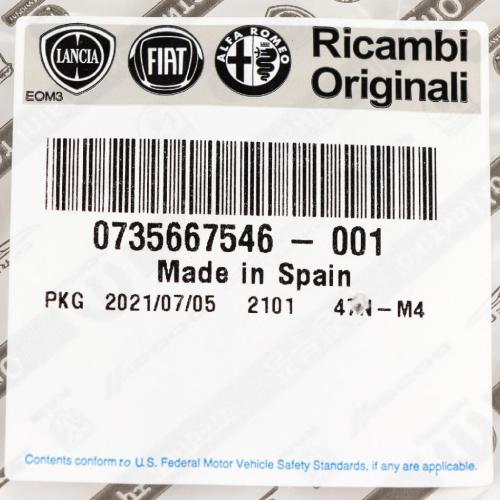 LANCIA FIAT ALFA ROMEO Ricambi
Originali
EOM3
0735667546 - 001
Made in Spain
PKG 2021/07/05 2101 -M4
Contents conform to U.S. Federal Motor Vehicle Safety Standards, if any are applicable.